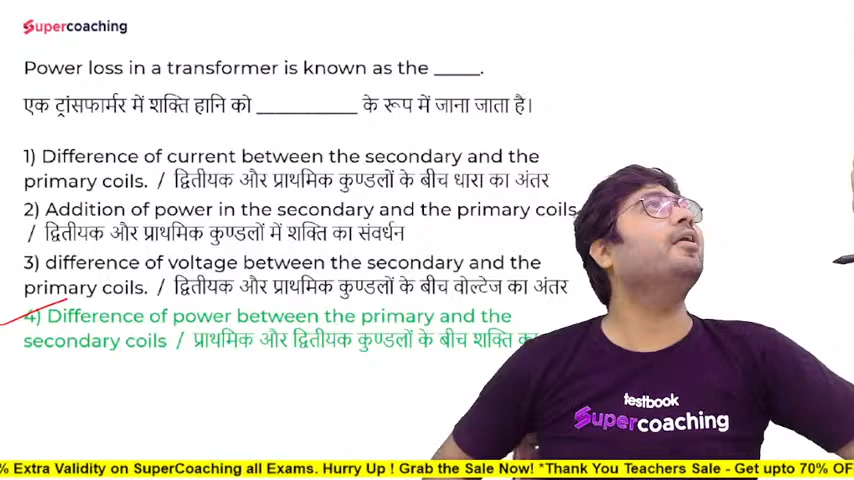 Supercoaching
Power loss in a transformer is known as the _____.
एक ट्रांसफार्मर में शक्ति हानि को ___________ के रूप में जाना जाता है।
1) Difference of current between the secondary and the
primary coils. / द्वितीयक और प्राथमिक कुण्डलों के बीच धारा का अंतर
2) Addition of power in the secondary and the primary coils
/ द्वितीयक और प्राथमिक कुण्डलों में शक्ति का संवर्धन
3) difference of voltage between the secondary and the
primary coils. / द्वितीयक और प्राथमिक कुण्डलों के बीच वोल्टेज का अंतर
4) Difference of power between the primary and the
secondary coils / प्राथमिक और द्वितीयक कुण्डलों के बीच शक्ति का
testbook
Supercoaching
% Extra Validity on SuperCoaching all Exams. Hurry Up ! Grab the Sale Now! *Thank You Teachers Sale - Get upto 70% OF